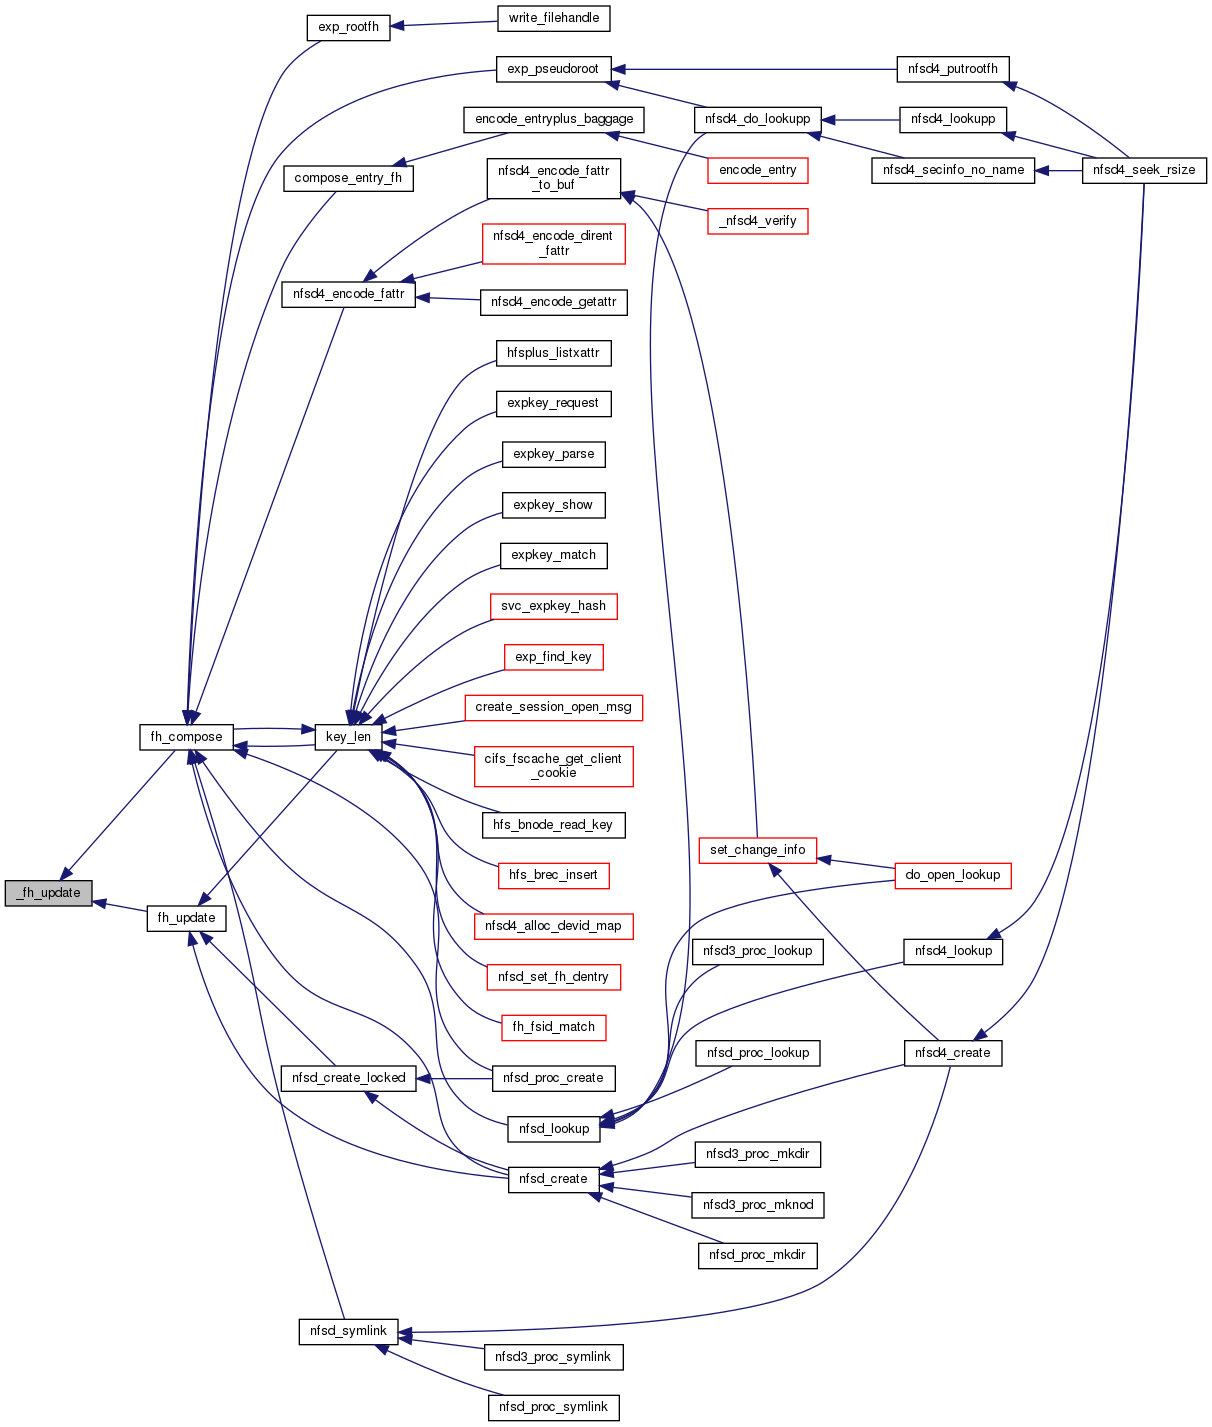 write_filehandle
exp_rootfh
exp_pseudoroot
nfsd4_putrootfh
encode_entryplus_baggage
nfsd4_do_lookupp
nfsd4_lookupp
compose_entry_fh
nfsd4_encode_fattr
_to_buf
encode_entry
nfsd4_secinfo_no_name
nfsd4_seek_rsize
_nfsd4_verify
nfsd4_encode_dirent
_fattr
nfsd4_encode_fattr
nfsd4_encode_getattr
hfsplus_listxattr
expkey_request
expkey_parse
expkey_show
expkey_match
svc_expkey_hash
exp_find_key
create_session_open_msg
fh_compose
key_len
cifs_fscache_get_client
_cookie
hfs_bnode_read_key
set_change_info
hfs_brec_insert
do_open_lookup
_fh_update
fh_update
nfsd4_alloc_devid_map
nfsd3_proc_lookup
nfsd4_lookup
nfsd_set_fh_dentry
fh_fsid_match
nfsd_proc_lookup
nfsd4_create
nfsd_create_locked
nfsd_proc_create
nfsd_lookup
nfsd3_proc_mkdir
nfsd_create
nfsd3_proc_mknod
nfsd_proc_mkdir
nfsd_symlink
nfsd3_proc_symlink
nfsd_proc_symlink